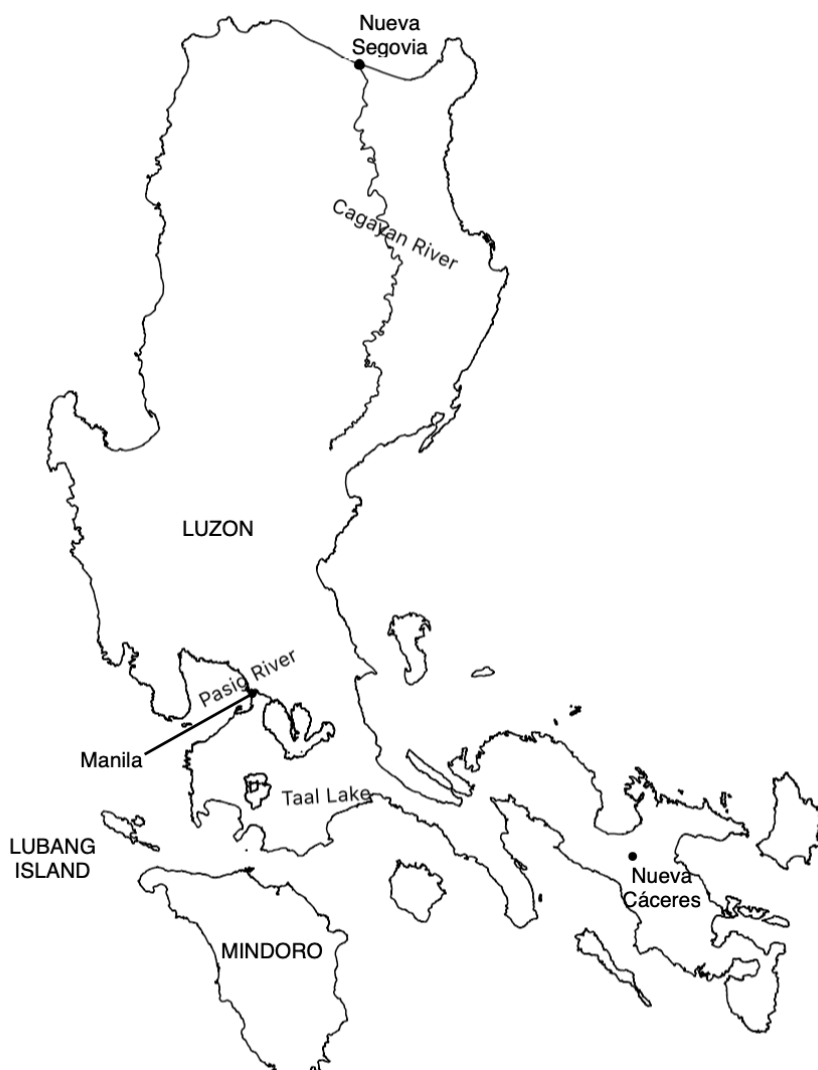 Nueva
Segovia
Cagayan River
LUZON
Pasig River
Manila
Taal Lake
LUBANG
ISLAND
Nueva
Cáceres
MINDORO